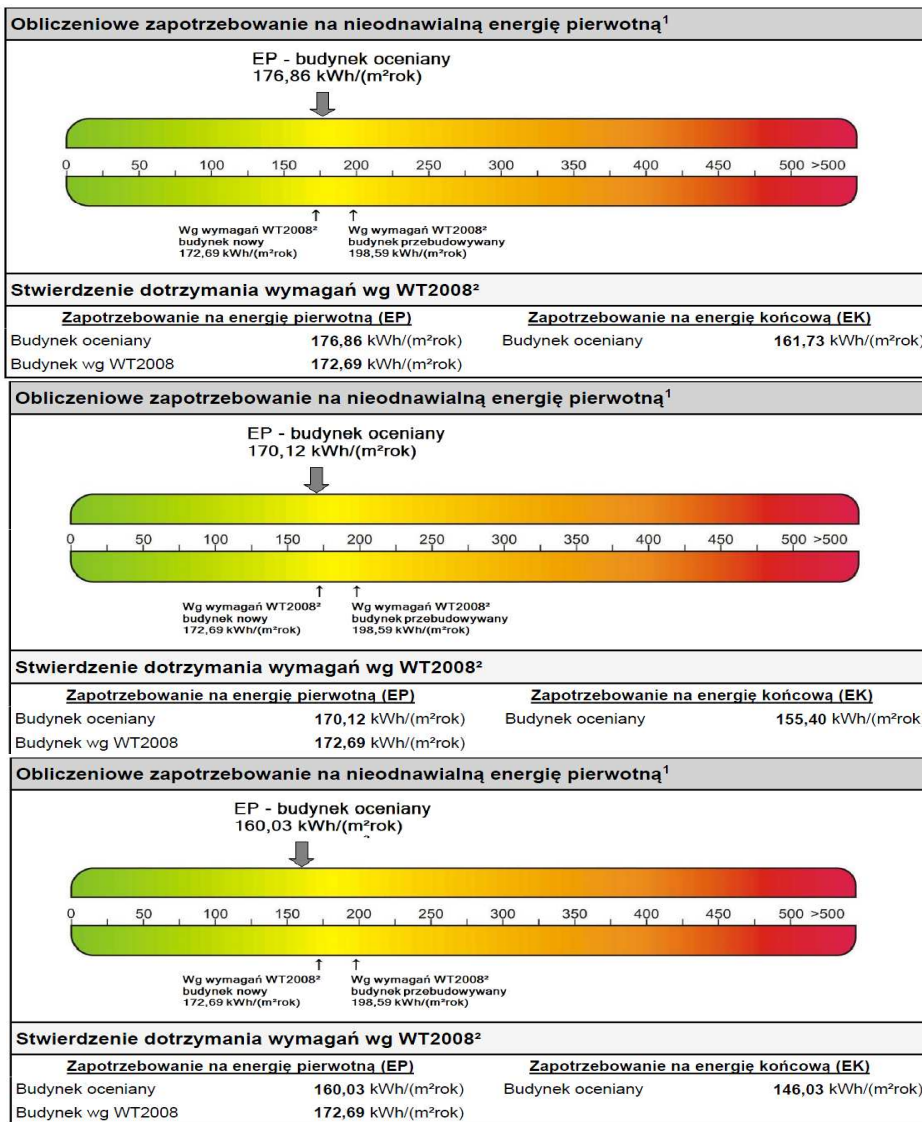 Obliczeniowe zapotrzebowanie na nieodnawialną energię pierwotną¹
EP - budynek oceniany
176,86 kWh/(m²rok)
0 50 100 150 200 250 300 350 400 450 500 >500
Wg wymagań WT2008² Wg wymagań WT2008²
budynek nowy budynek przebudowywany
172,69 kWh/(m²rok) 198,59 kWh/(m²rok)
Stwierdzenie dotrzymania wymagań wg WT2008²
Zapotrzebowanie na energię pierwotną (EP) Zapotrzebowanie na energię końcową (EK)
Budynek oceniany 176,86 kWh/(m²rok) Budynek oceniany 161,73 kWh/(m²rok)
Budynek wg WT2008 172,69 kWh/(m²rok)
Obliczeniowe zapotrzebowanie na nieodnawialną energię pierwotną¹
EP - budynek oceniany
170,12 kWh/(m²rok)
0 50 100 150 200 250 300 350 400 450 500 >500
Wg wymagań WT2008² Wg wymagań WT2008²
budynek nowy budynek przebudowywany
172,69 kWh/(m²rok) 198,59 kWh/(m²rok)
Stwierdzenie dotrzymania wymagań wg WT2008²
Zapotrzebowanie na energię pierwotną (EP) Zapotrzebowanie na energię końcową (EK)
Budynek oceniany 170,12 kWh/(m²rok) Budynek oceniany 155,40 kWh/(m²rok
Budynek wg WT2008 172,69 kWh/(m²rok)
Obliczeniowe zapotrzebowanie na nieodnawialną energię pierwotną¹
EP - budynek oceniany
160,03 kWh/(m²rok)
0 50 100 150 200 250 300 350 400 450 500 >500
Wg wymagań WT2008² Wg wymagań WT2008²
budynek nowy budynek przebudowywany
172,69 kWh/(m²rok) 198,59 kWh/(m²rok)
Stwierdzenie dotrzymania wymagań wg WT2008²
Zapotrzebowanie na energię pierwotną (EP) Zapotrzebowanie na energię końcową (EK)
Budynek oceniany 160,03 kWh/(m²rok) Budynek oceniany 146,03 kWh/(m²rok)
Budynek wg WT2008 172,69 kWh/(m²rok)